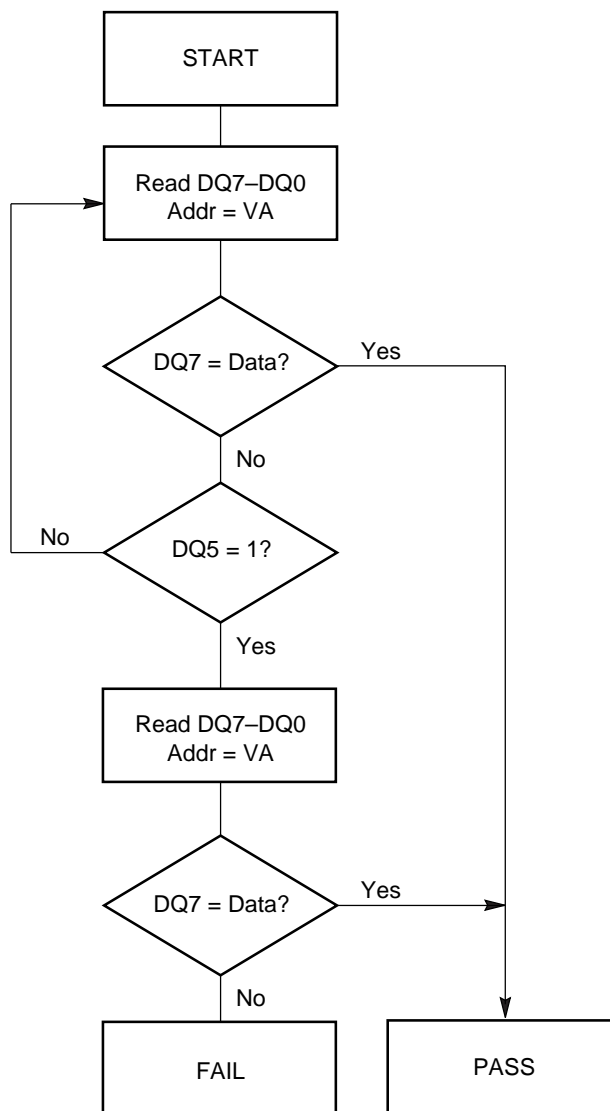 START
Read DQ7–DQ0
Addr = VA
DQ7 = Data?
Yes
No
No
DQ5 = 1?
Yes
Read DQ7–DQ0
Addr = VA
DQ7 = Data?
Yes
No
FAIL
PASS